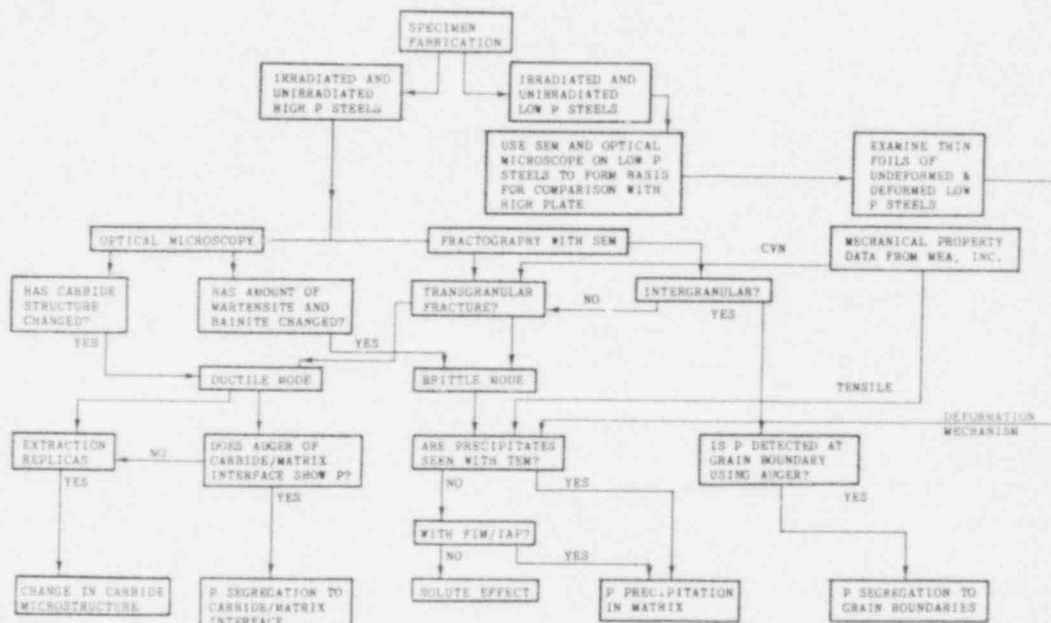 SPECIMEN
FABRICATION
IRRADIATED AND
UNIRRADIATED
HIGH P STEELS
IRRADIATED AND
UNIRRADIATED
LOW P STEELS
USE SEM AND OPTICAL
MICROSCOPE ON LOW P
STEELS TO FORM BASIS
FOR COMPARISON WITH
HIGH PLATE
EXAMINE THIN
FOILS OF
UNDEFORMED &
DEFORMED LOW
P STEELS
OPTICAL MICROSCOPY
FRACTOGRAPHY WITH SEM
CVN
MECHANICAL PROPERTY
DATA FROM MEA, INC.
HAS CARBIDE
STRUCTURE
CHANGED?
HAS AMOUNT OF
MARTENSITE AND
BAINITE CHANGED?
TRANSGRANULAR
FRACTURE?
NO
INTERGRANULAR?
YES
YES
YES
DUCTILE MODE
BRITTLE MODE
TENSILE
DEFORMATION
MECHANISM
EXTRACTION
REPLICAS
NO
DOES AUGER OF
CARBIDE/MATRIX
INTERFACE SHOW P?
ARE PRECIPITATES
SEEN WITH TEM?
IS P DETECTED AT
GRAIN BOUNDARY
USING AUGER?
YES
YES
NO
YES
YES
WITH FIM/IAP?
NO
YES
CHANGE IN CARBIDE
MICROSTRUCTURE
P SEGREGATION TO
CARBIDE/MATRIX
INTERFACE
SOLUTE EFFECT
P PRECIPITATION
IN MATRIX
P SEGREGATION TO
GRAIN BOUNDARIES